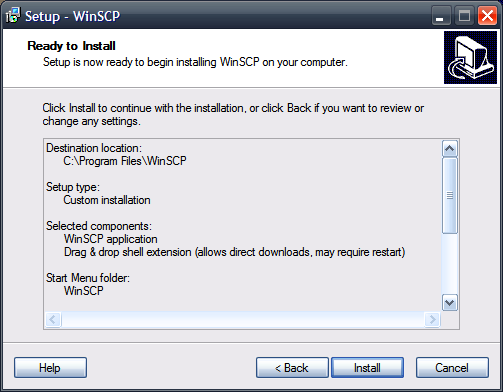 Setup - WinSCP
Ready to Install
Setup is now ready to begin installing WinSCP on your computer.
Click Install to continue with the installation, or click Back if you want to review or
change any settings.
Destination location:
C:\Program Files\WinSCP
Setup type:
Custom installation
Selected components:
WinSCP application
Drag & drop shell extension (allows direct downloads, may require restart)
Start Menu folder:
WinSCP
Help
< Back
Install
Cancel